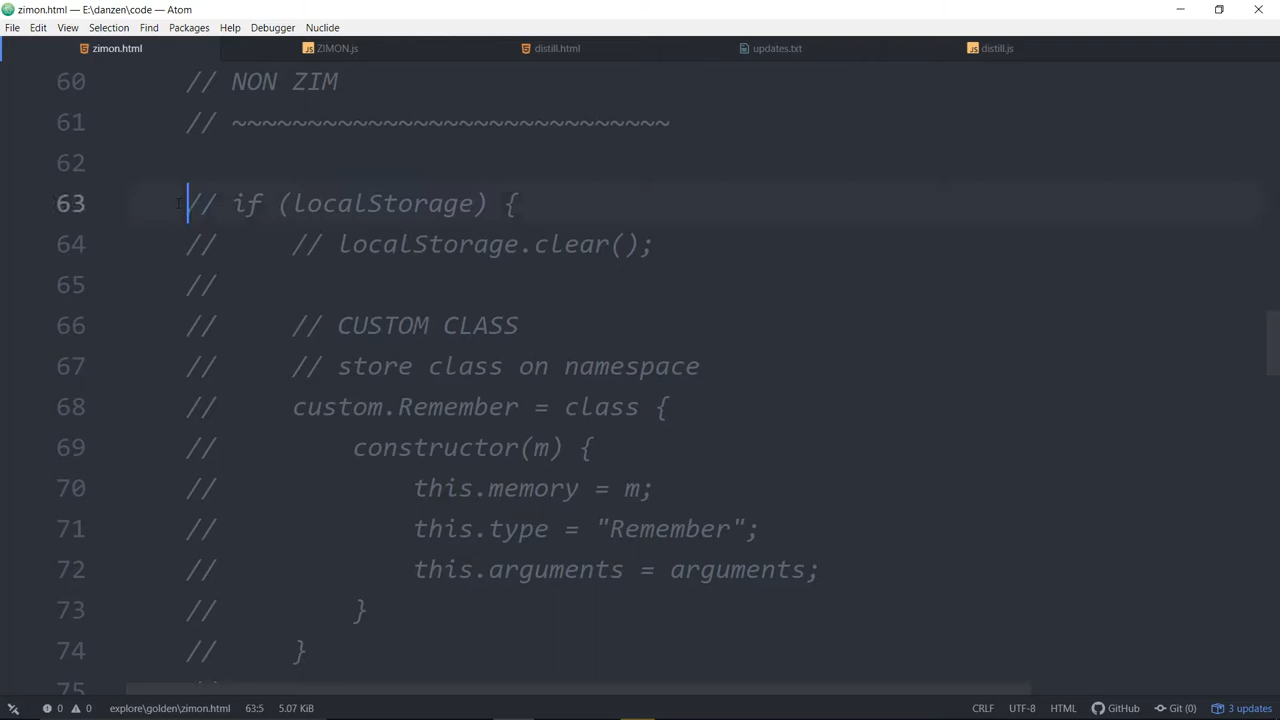 zimon.html — E:\danzen\code — Atom
File Edit View Selection Find Packages Help Debugger Nuclide
zimon.html ZIMON.js distill.html updates.txt distill.js
60 // NON ZIM
61 // ~~~~~~~~~~~~~~~~~~~~~~~~~~~~~
62
63 // if (localStorage) {
64 //     // localStorage.clear();
65 //
66 //     // CUSTOM CLASS
67 //     // store class on namespace
68 //     custom.Remember = class {
69 //         constructor(m) {
70 //             this.memory = m;
71 //             this.type = "Remember";
72 //             this.arguments = arguments;
73 //         }
74 //     }
75
0 0 explore\golden\zimon.html 63:5 5.07 KiB CRLF UTF-8 HTML GitHub Git (0) 3 updates